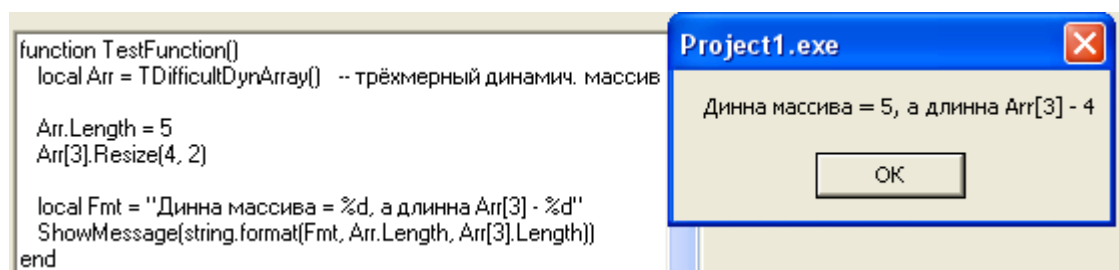 function TestFunction()
local Arr = TDifficultDynArray()  -- трёхмерный динамич. массив
Arr.Length = 5
Arr[3].Resize(4, 2)
local Fmt = "Динна массива = %d, а длинна Arr[3] - %d"
ShowMessage(string.format(Fmt, Arr.Length, Arr[3].Length))
end
Project1.exe
Динна массива = 5, а длинна Arr[3] - 4
OK